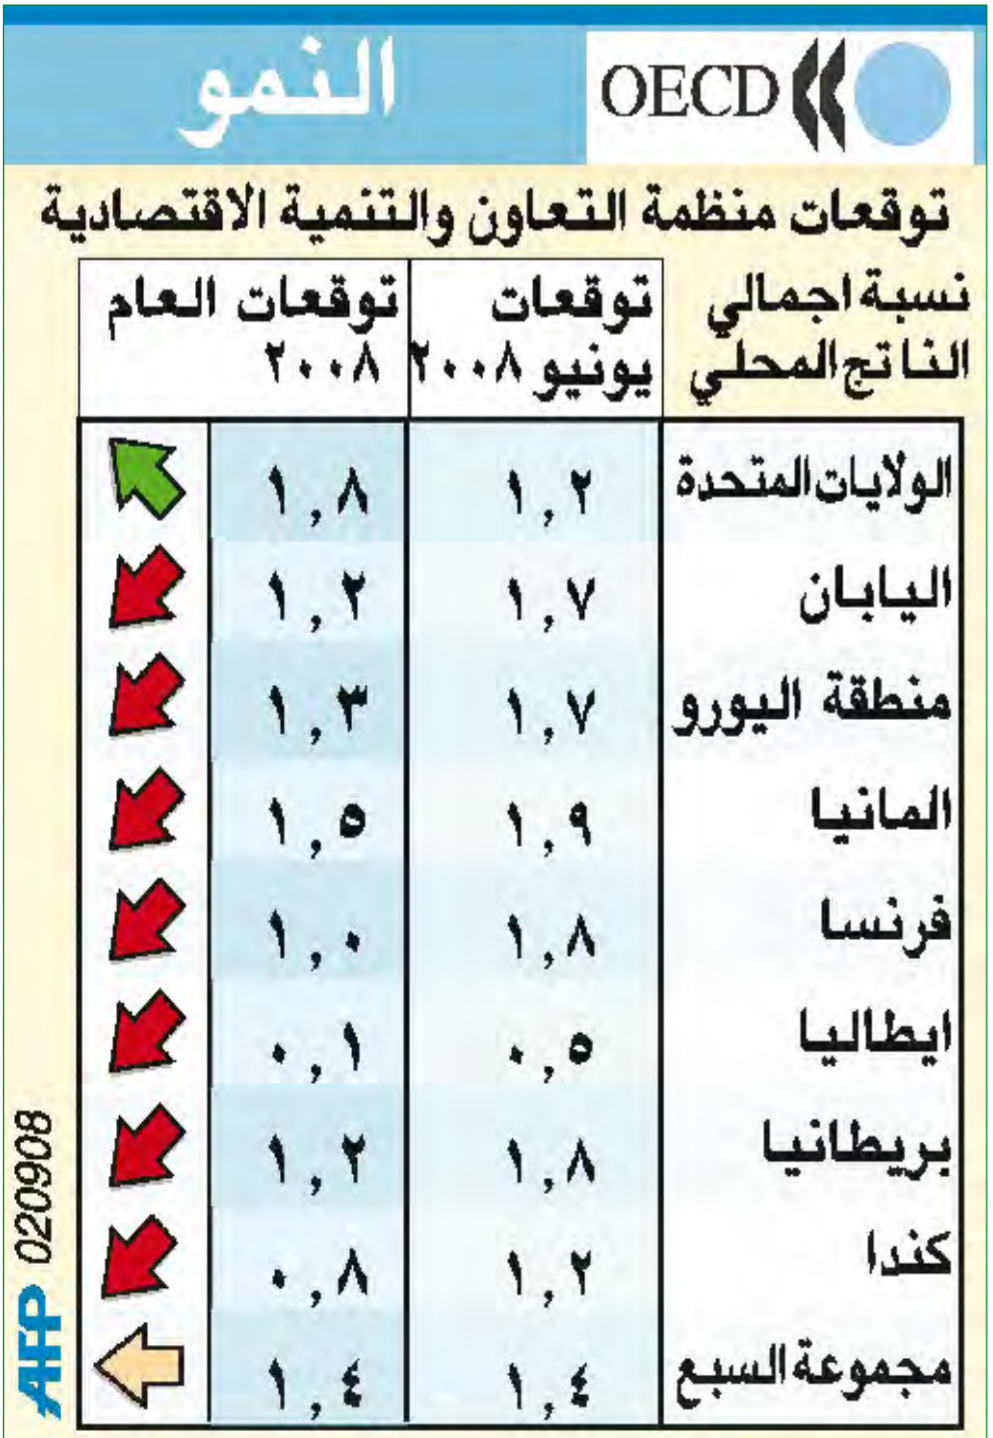 النمو
OECD
توقعات منظمة التعاون والتنمية الاقتصادية
نسبة اجمالي الناتج المحلي | توقعات يونيو ٢٠٠٨ | توقعات العام ٢٠٠٨
الولايات المتحدة ١,٢ ١,٨
اليابان ١,٧ ١,٢
منطقة اليورو ١,٧ ١,٣
المانيا ١,٩ ١,٥
فرنسا ١,٨ ١,٠
ايطاليا ٠,٥ ٠,١
بريطانيا ١,٨ ١,٢
كندا ١,٢ ٠,٨
مجموعة السبع ١,٤ ١,٤
AFP 020908